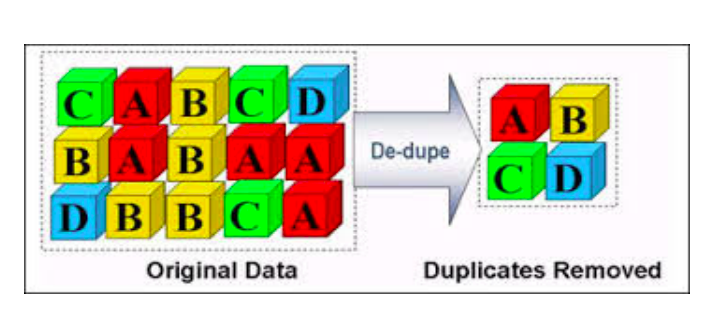 C A B C D
B A B A A
D B B C A
Original Data
De-dupe
A B
C D
Duplicates Removed